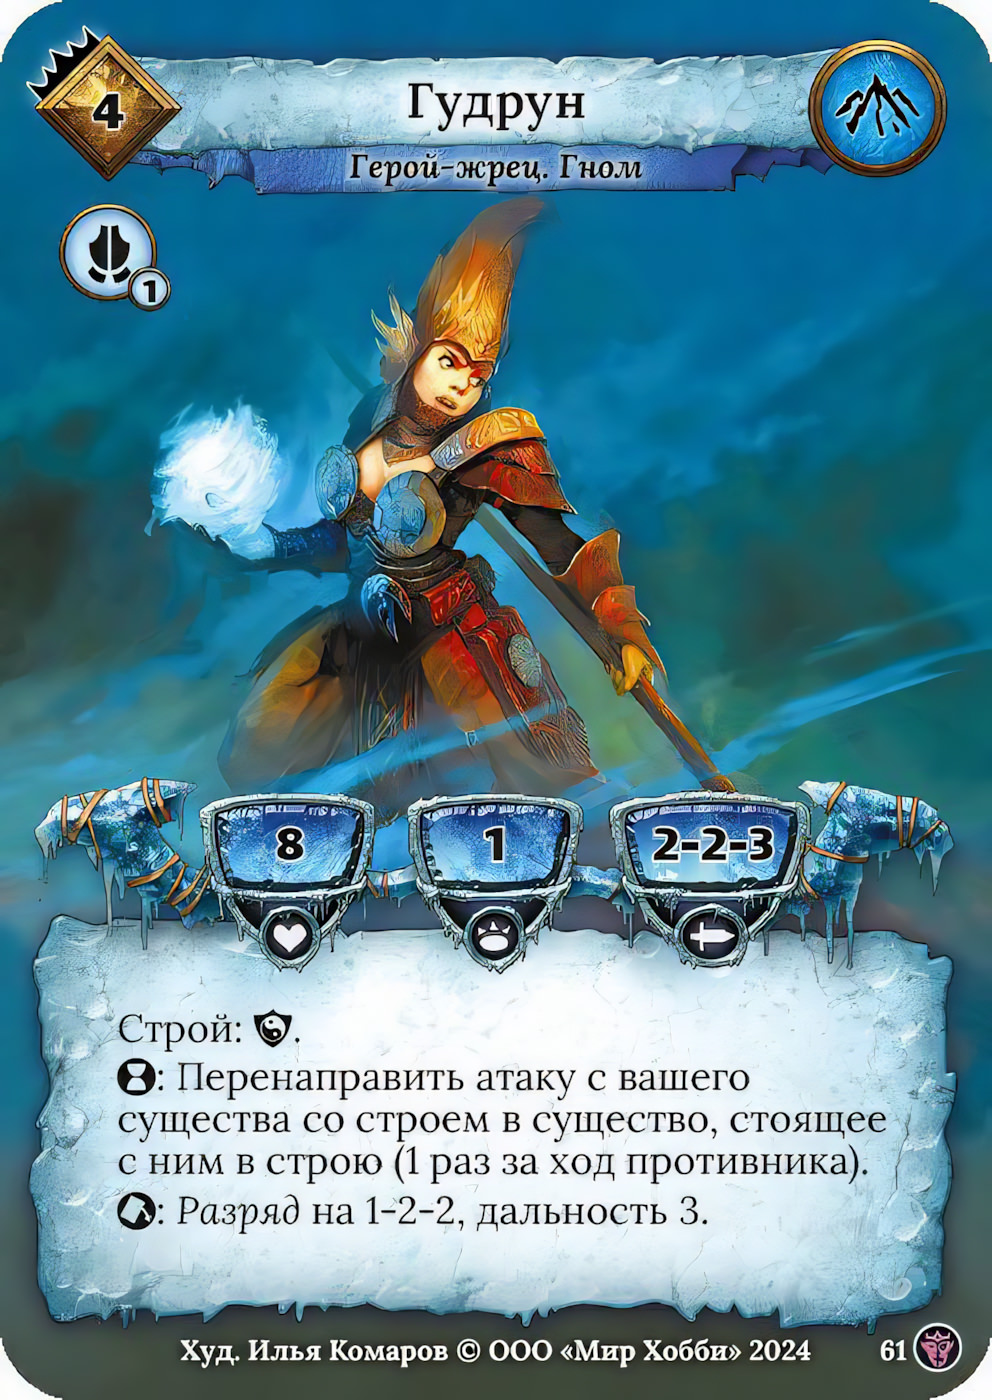 4
Гудрун
Герой-жрец. Гном
1
8 1 2-2-3
Строй: .
: Перенаправить атаку с вашего
существа со строем в существо, стоящее
с ним в строю (1 раз за ход противника).
: Разряд на 1-2-2, дальность 3.
Худ. Илья Комаров © ООО «Мир Хобби» 2024 61